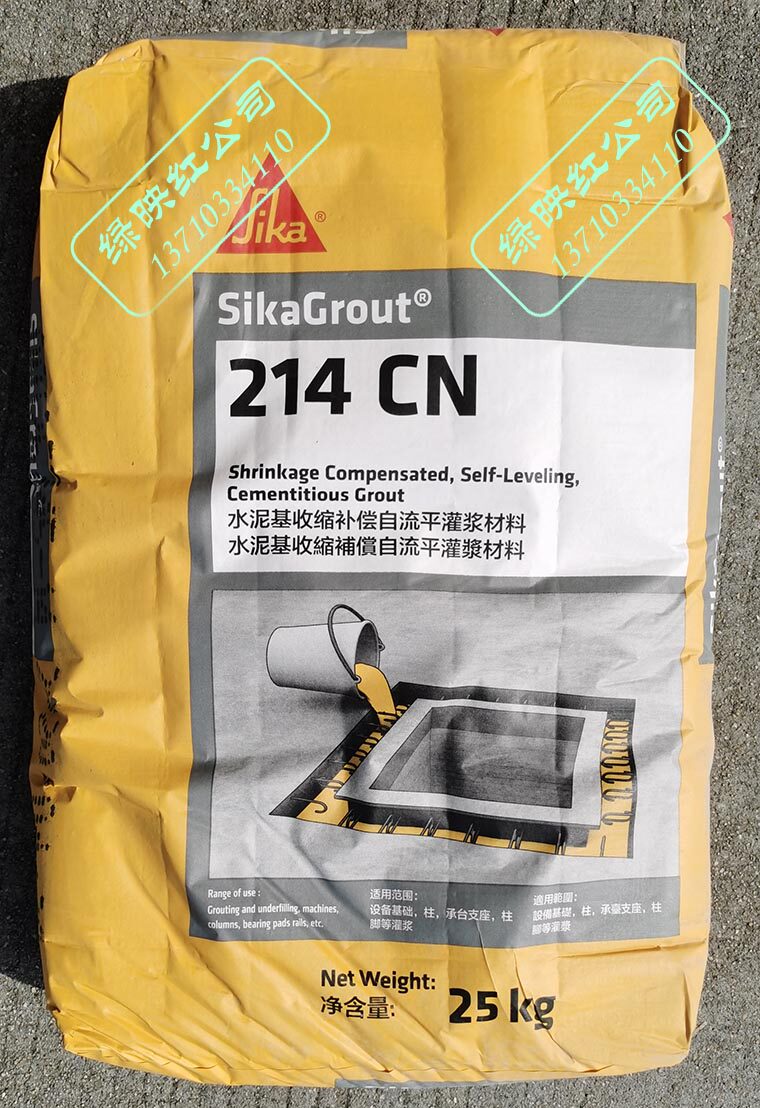 绿映红公司
13710334110
绿映红公司
13710334110
Sika®
SikaGrout®
214 CN
Shrinkage Compensated, Self-Leveling,
Cementitious Grout
水泥基收缩补偿自流平灌浆材料
水泥基收縮補償自流平灌漿材料
Range of use :
Grouting and underfilling, machines,
columns, bearing pads rails, etc.
适用范围：
设备基础，柱，承台支座，柱
脚等灌浆
適用範圍：
設備基礎，柱，承臺支座，柱
腳等灌漿
Net Weight:
净含量:
25 kg